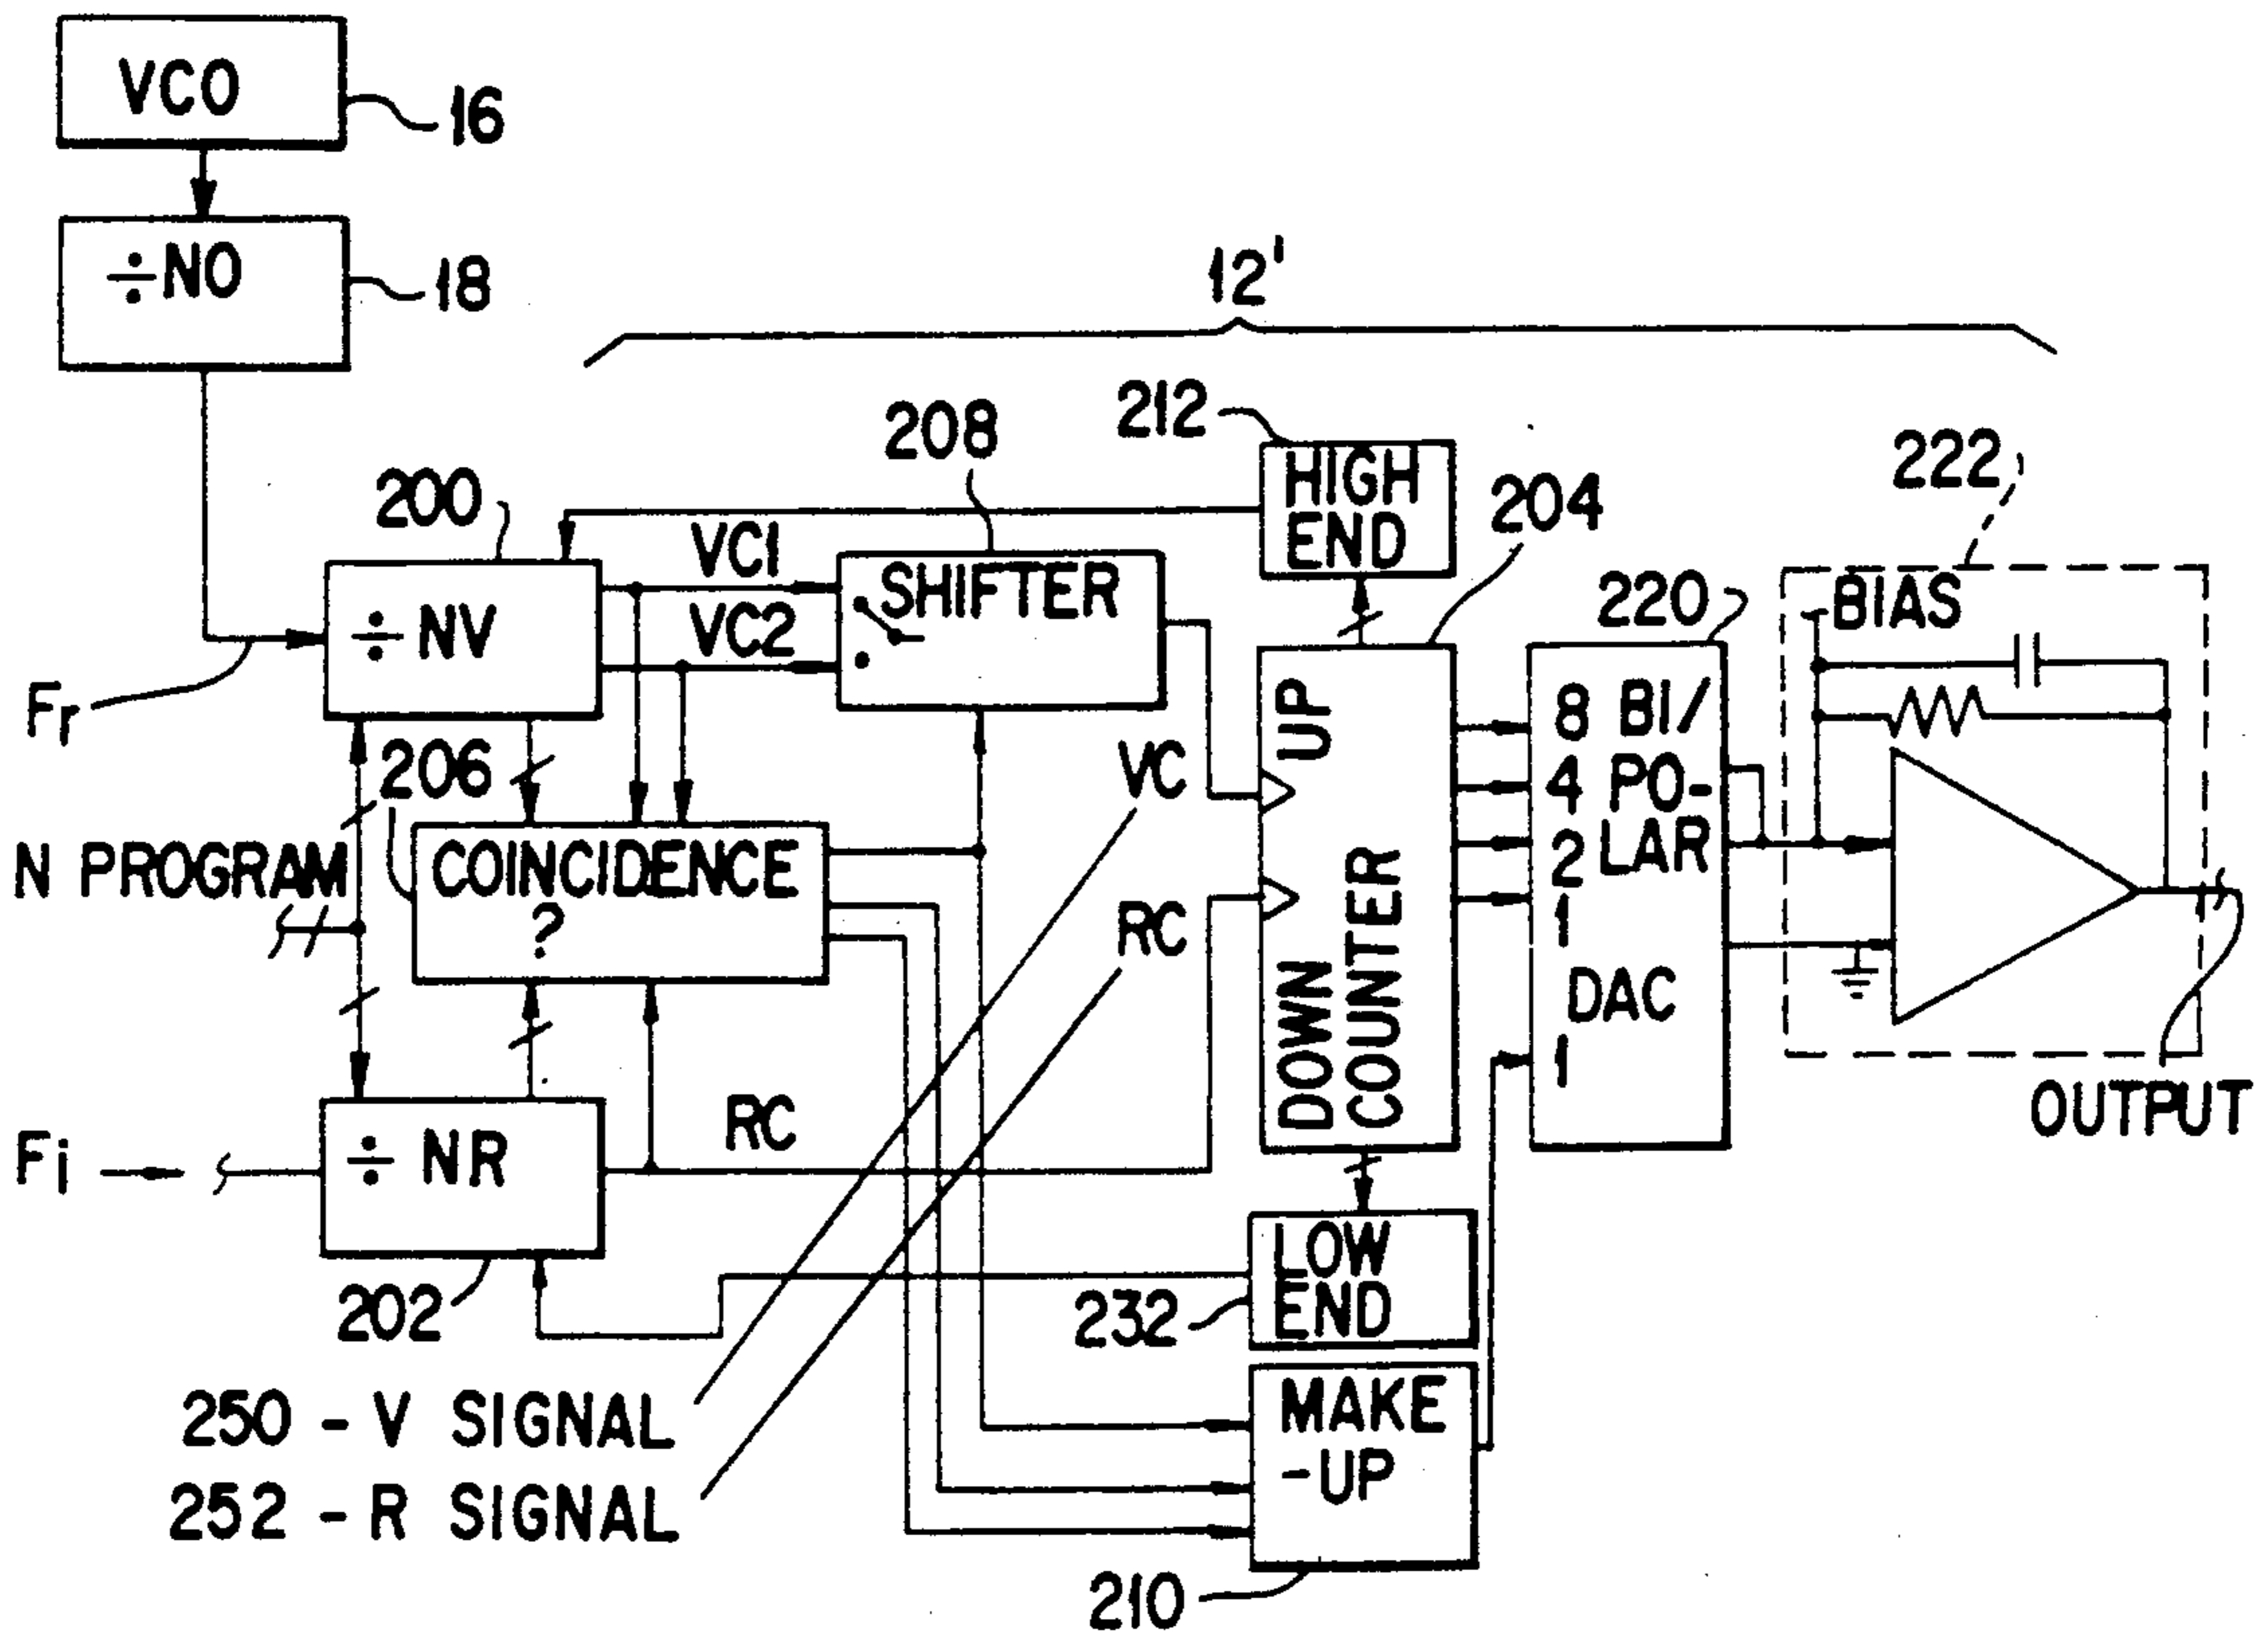 VCO
16
÷NO
18
12'
212
208
HIGH
END
222
204
200
VC1
SHIFTER
220
BIAS
÷ NV
VC2
Fr
206
UP
8 BI/
VC
4 PO-
N PROGRAM
COINCIDENCE
?
2 LAR
RC
1
DOWN
COUNTER
DAC
1
OUTPUT
RC
Fi
÷ NR
LOW
END
202
232
250 - V SIGNAL
MAKE
-UP
252 - R SIGNAL
210